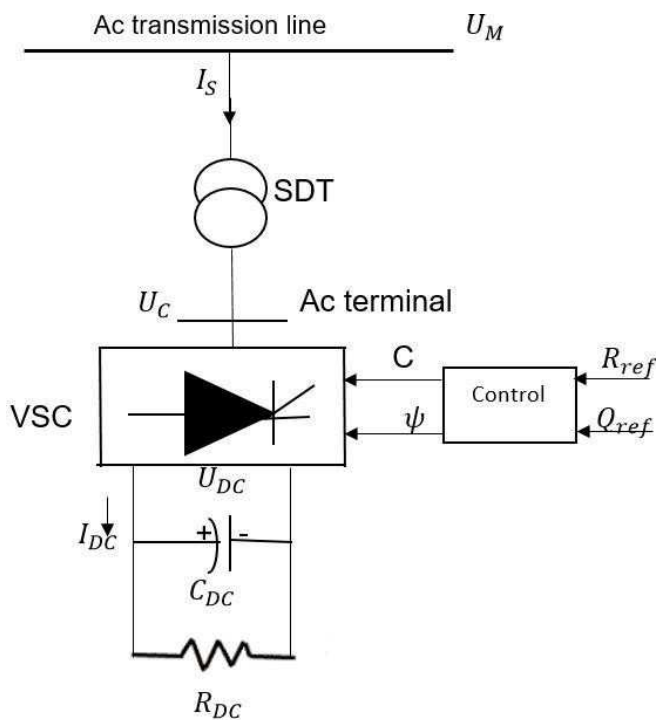 Ac transmission line
U_M
I_S
SDT
U_C
Ac terminal
C
Control
R_ref
VSC
ψ
Q_ref
U_DC
I_DC
+
-
C_DC
R_DC